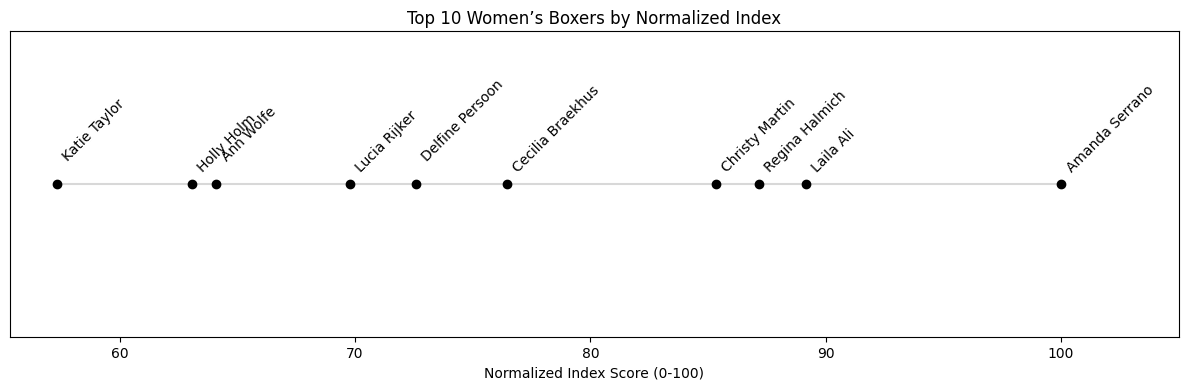 Top 10 Women’s Boxers by Normalized Index
Katie Taylor
Holly Holm
Ann Wolfe
Lucia Rijker
Delfine Persoon
Cecilia Braekhus
Christy Martin
Regina Halmich
Laila Ali
Amanda Serrano
60
70
80
90
100
Normalized Index Score (0-100)